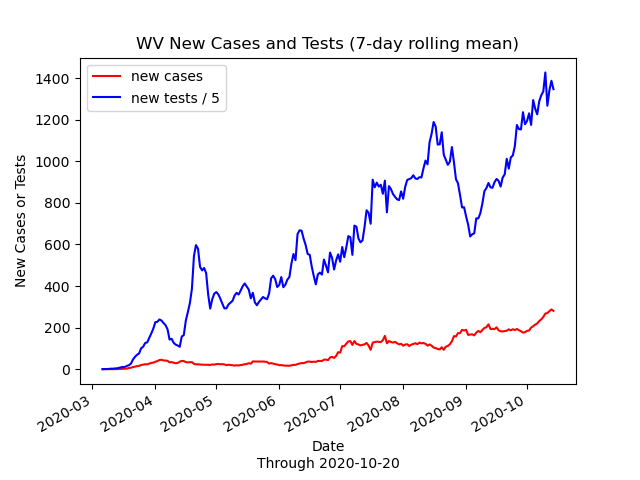 WV New Cases and Tests (7-day rolling mean)
new cases
new tests / 5
New Cases or Tests
1400
1200
1000
800
600
400
200
0
2020-03
2020-04
2020-05
2020-06
2020-07
2020-08
2020-09
2020-10
Date
Through 2020-10-20